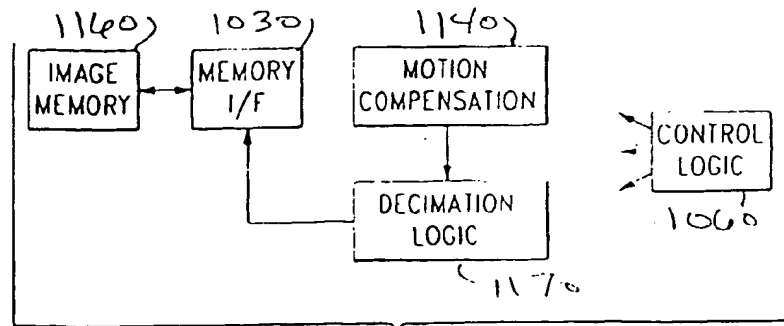 1160 1030 1140
IMAGE MEMORY
MEMORY I/F
MOTION COMPENSATION
CONTROL LOGIC
1060
DECIMATION LOGIC
1170